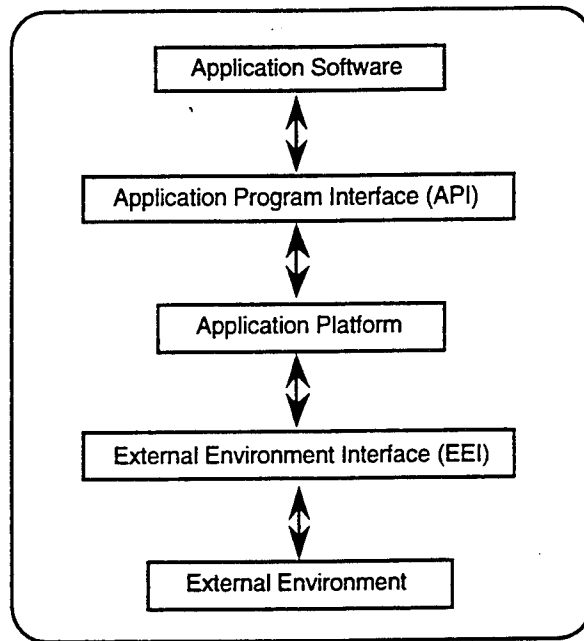 Application Software
Application Program Interface (API)
Application Platform
External Environment Interface (EEI)
External Environment